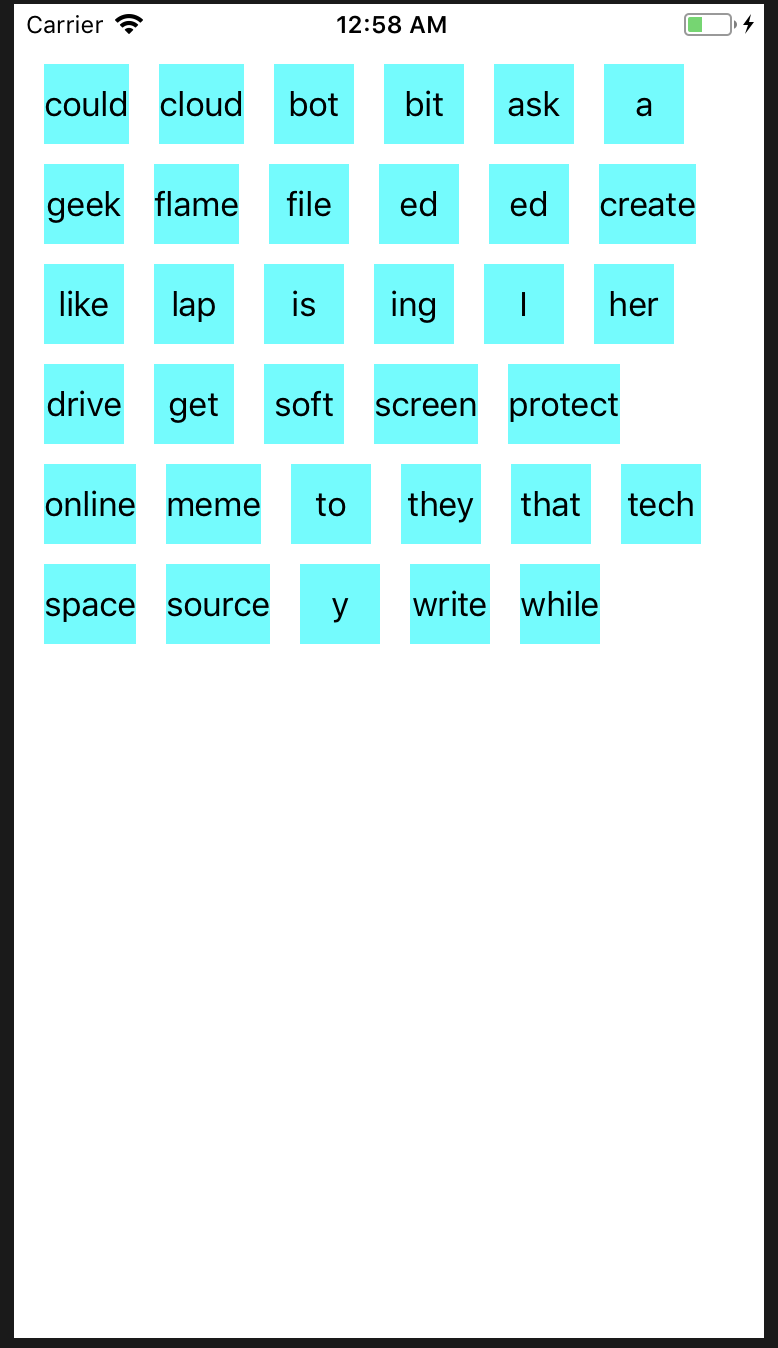 Carrier 12:58 AM
could cloud bot bit ask a
geek flame file ed ed create
like lap is ing I her
drive get soft screen protect
online meme to they that tech
space source y write while